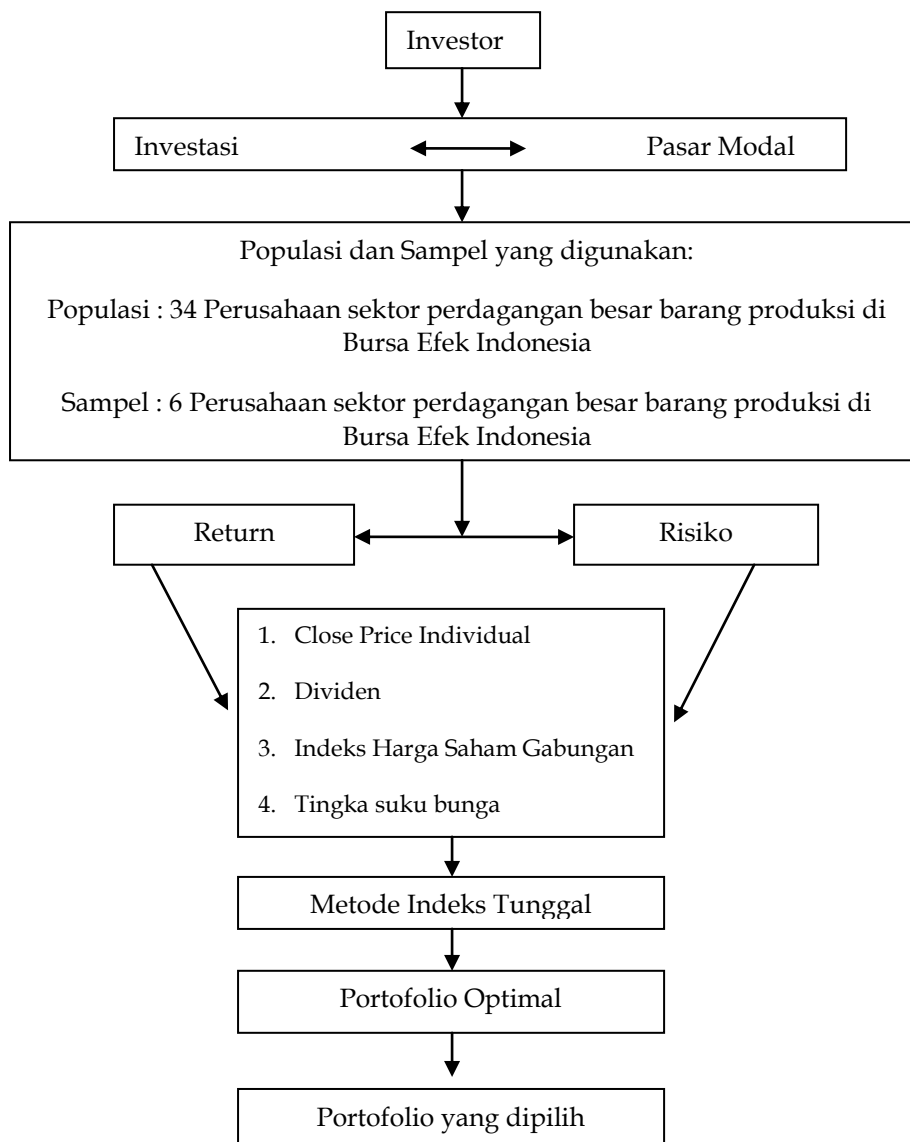 Investor
Investasi
Pasar Modal
Populasi dan Sampel yang digunakan:
Populasi : 34 Perusahaan sektor perdagangan besar barang produksi di
Bursa Efek Indonesia
Sampel : 6 Perusahaan sektor perdagangan besar barang produksi di
Bursa Efek Indonesia
Return
Risiko
1. Close Price Individual
2. Dividen
3. Indeks Harga Saham Gabungan
4. Tingka suku bunga
Metode Indeks Tunggal
Portofolio Optimal
Portofolio yang dipilih